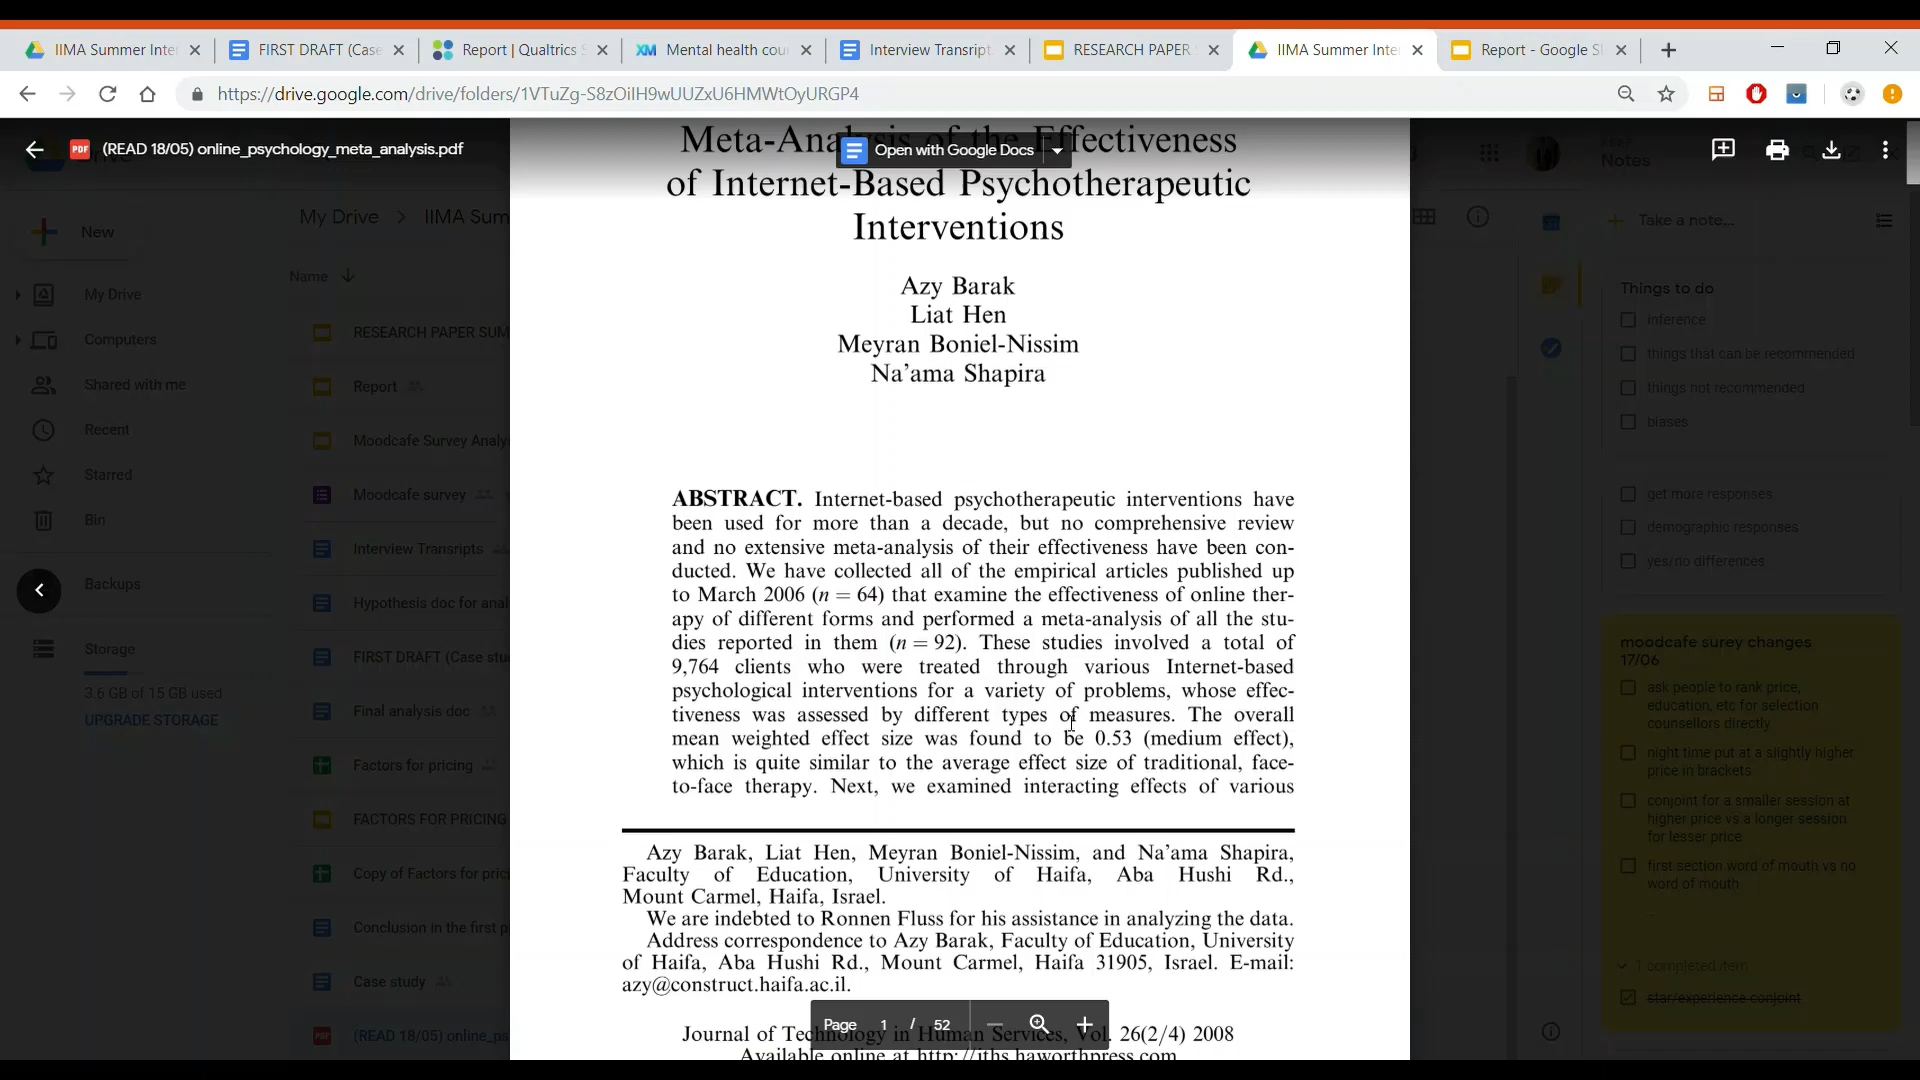 IIMA Summer Inte
FIRST DRAFT (Case
Report | Qualtrics
Mental health cou
Interview Transript
RESEARCH PAPER
IIMA Summer Inte
Report - Google Sl
https://drive.google.com/drive/folders/1VTuZg-S8zOiIH9wUUZxU6HMWtOyURGP4
(READ 18/05) online_psychology_meta_analysis.pdf
Open with Google Docs
My Drive > IIMA Sum
New
Name
My Drive
Computers
Shared with me
Recent
Starred
Bin
Backups
Storage
3.6 GB of 15 GB used
UPGRADE STORAGE
RESEARCH PAPER SUM
Report
Moodcafe Survey Analy
Moodcafe survey
Interview Transripts
Hypothesis doc for anal
FIRST DRAFT (Case stu
Final analysis doc
Factors for pricing
FACTORS FOR PRICING
Copy of Factors for pric
Conclusion in the first p
Case study
(READ 18/05) online_ps
Meta-Analysis of the Effectiveness
of Internet-Based Psychotherapeutic
Interventions
Azy Barak
Liat Hen
Meyran Boniel-Nissim
Na’ama Shapira
ABSTRACT. Internet-based psychotherapeutic interventions have
been used for more than a decade, but no comprehensive review
and no extensive meta-analysis of their effectiveness have been con-
ducted. We have collected all of the empirical articles published up
to March 2006 (n = 64) that examine the effectiveness of online ther-
apy of different forms and performed a meta-analysis of all the stu-
dies reported in them (n = 92). These studies involved a total of
9,764 clients who were treated through various Internet-based
psychological interventions for a variety of problems, whose effec-
tiveness was assessed by different types of measures. The overall
mean weighted effect size was found to be 0.53 (medium effect),
which is quite similar to the average effect size of traditional, face-
to-face therapy. Next, we examined interacting effects of various
Azy Barak, Liat Hen, Meyran Boniel-Nissim, and Na’ama Shapira,
Faculty of Education, University of Haifa, Aba Hushi Rd.,
Mount Carmel, Haifa, Israel.
We are indebted to Ronnen Fluss for his assistance in analyzing the data.
Address correspondence to Azy Barak, Faculty of Education, University
of Haifa, Aba Hushi Rd., Mount Carmel, Haifa 31905, Israel. E-mail:
azy@construct.haifa.ac.il.
Journal of Technology in Human Services, Vol. 26(2/4) 2008
Available online at http://jths.haworthpress.com
Page 1 / 52
Notes
Take a note...
Things to do
inference
things that can be recommended
things not recommended
biases
get more responses
demographic responses
yes/no differences
moodcafe surey changes
17/06
ask people to rank price,
education, etc for selection
counsellors directly
night time put at a slightly higher
price in brackets
conjoint for a smaller session at
higher price vs a longer session
for lesser price
first section word of mouth vs no
word of mouth
1 completed item
star/experience conjoint